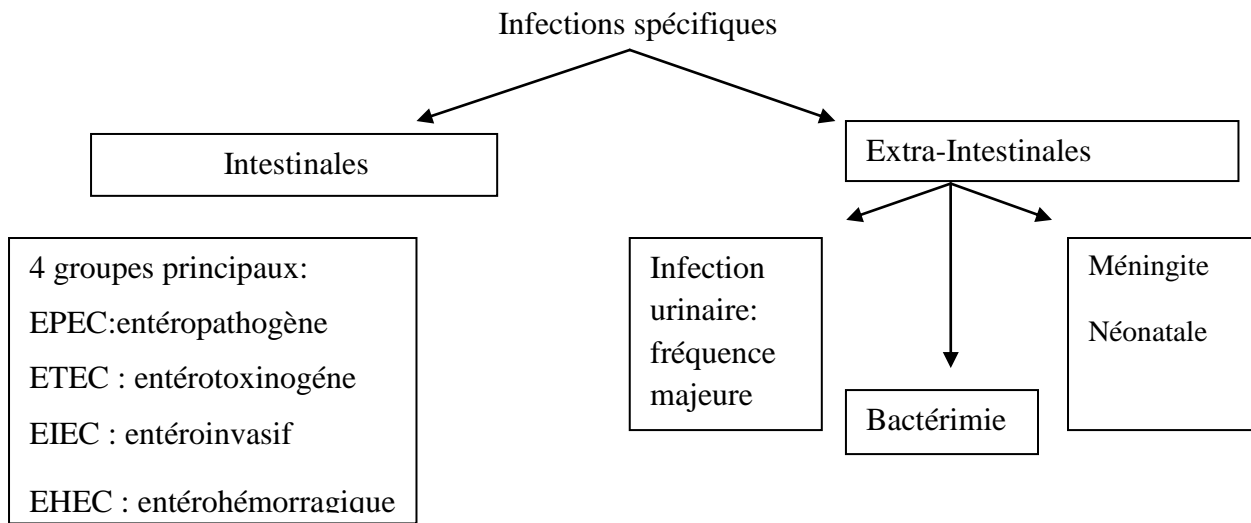 Infections spécifiques
Intestinales
Extra-Intestinales
4 groupes principaux:
EPEC:entéropathogène
ETEC : entérotoxinogéne
EIEC : entéroinvasif
EHEC : entérohémorragique
Infection
urinaire:
fréquence
majeure
Bactérimie
Méningite
Néonatale